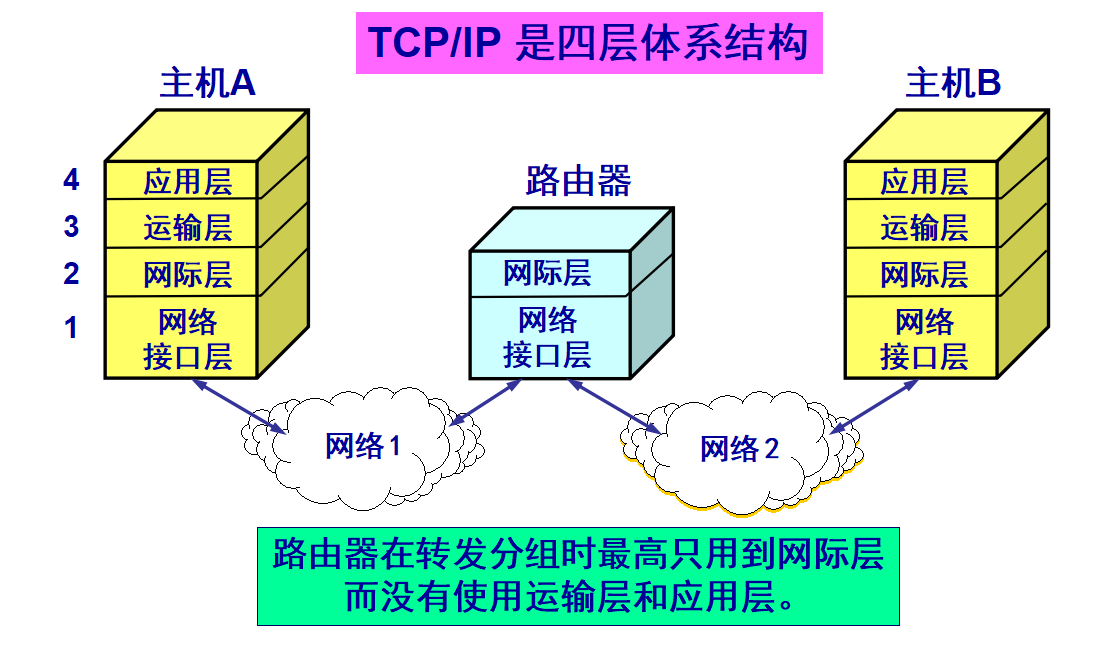 TCP/IP 是四层体系结构
主机A
主机B
路由器
4
应用层
3
运输层
2
网际层
1
网络
接口层
网际层
网络
接口层
应用层
运输层
网际层
网络
接口层
网络1
网络2
路由器在转发分组时最高只用到网际层
而没有使用运输层和应用层。